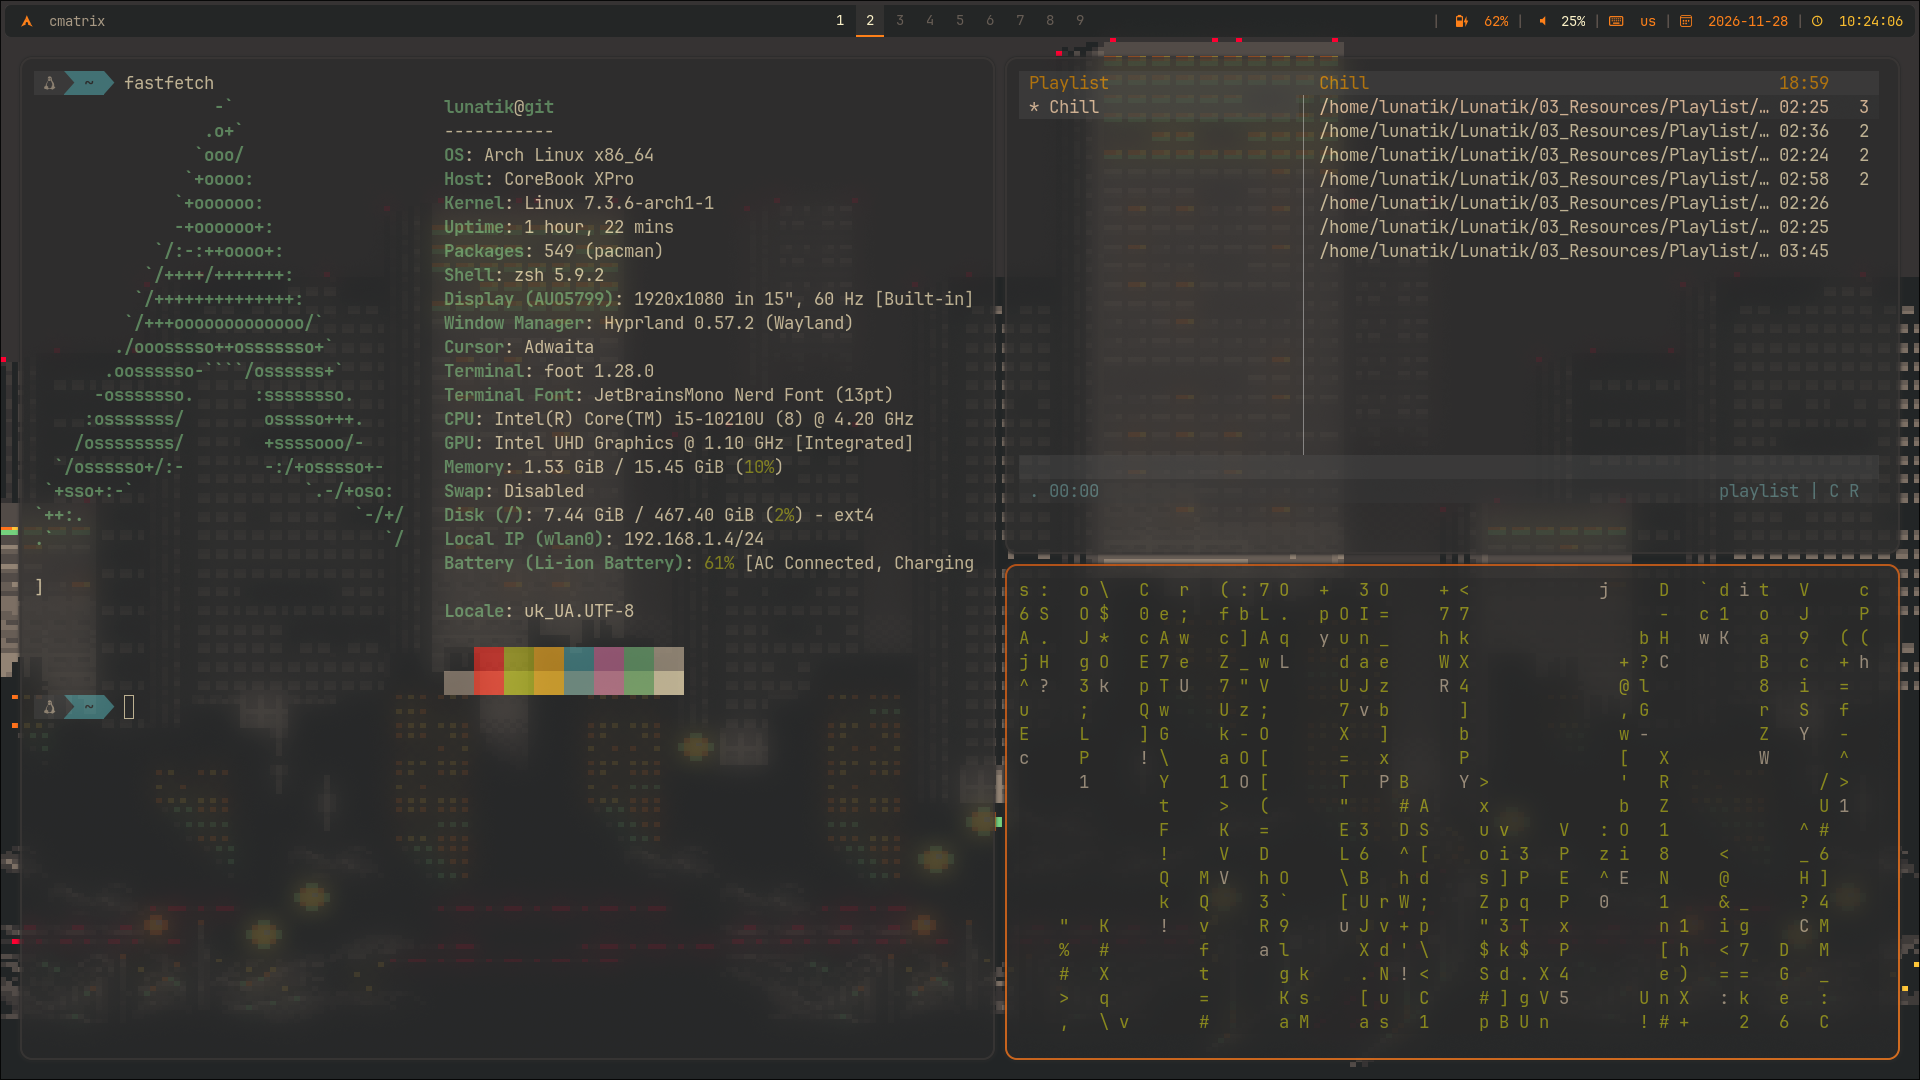 cmatrix
1 2 3 4 5 6 7 8 9
| 62% | 25% | us | 2026-11-28 | 10:24:06
~ fastfetch
lunatik@git
-----------
OS: Arch Linux x86_64
Host: CoreBook XPro
Kernel: Linux 7.3.6-arch1-1
Uptime: 1 hour, 22 mins
Packages: 549 (pacman)
Shell: zsh 5.9.2
Display (AUO5799): 1920x1080 in 15", 60 Hz [Built-in]
Window Manager: Hyprland 0.57.2 (Wayland)
Cursor: Adwaita
Terminal: foot 1.28.0
Terminal Font: JetBrainsMono Nerd Font (13pt)
CPU: Intel(R) Core(TM) i5-10210U (8) @ 4.20 GHz
GPU: Intel UHD Graphics @ 1.10 GHz [Integrated]
Memory: 1.53 GiB / 15.45 GiB (10%)
Swap: Disabled
Disk (/): 7.44 GiB / 467.40 GiB (2%) - ext4
Local IP (wlan0): 192.168.1.4/24
Battery (Li-ion Battery): 61% [AC Connected, Charging
]
Locale: uk_UA.UTF-8
~
Playlist Chill 18:59
* Chill /home/lunatik/Lunatik/03_Resources/Playlist/… 02:25 3
/home/lunatik/Lunatik/03_Resources/Playlist/… 02:36 2
/home/lunatik/Lunatik/03_Resources/Playlist/… 02:24 2
/home/lunatik/Lunatik/03_Resources/Playlist/… 02:58 2
/home/lunatik/Lunatik/03_Resources/Playlist/… 02:26
/home/lunatik/Lunatik/03_Resources/Playlist/… 02:25
/home/lunatik/Lunatik/03_Resources/Playlist/… 03:45
. 00:00 playlist | C R